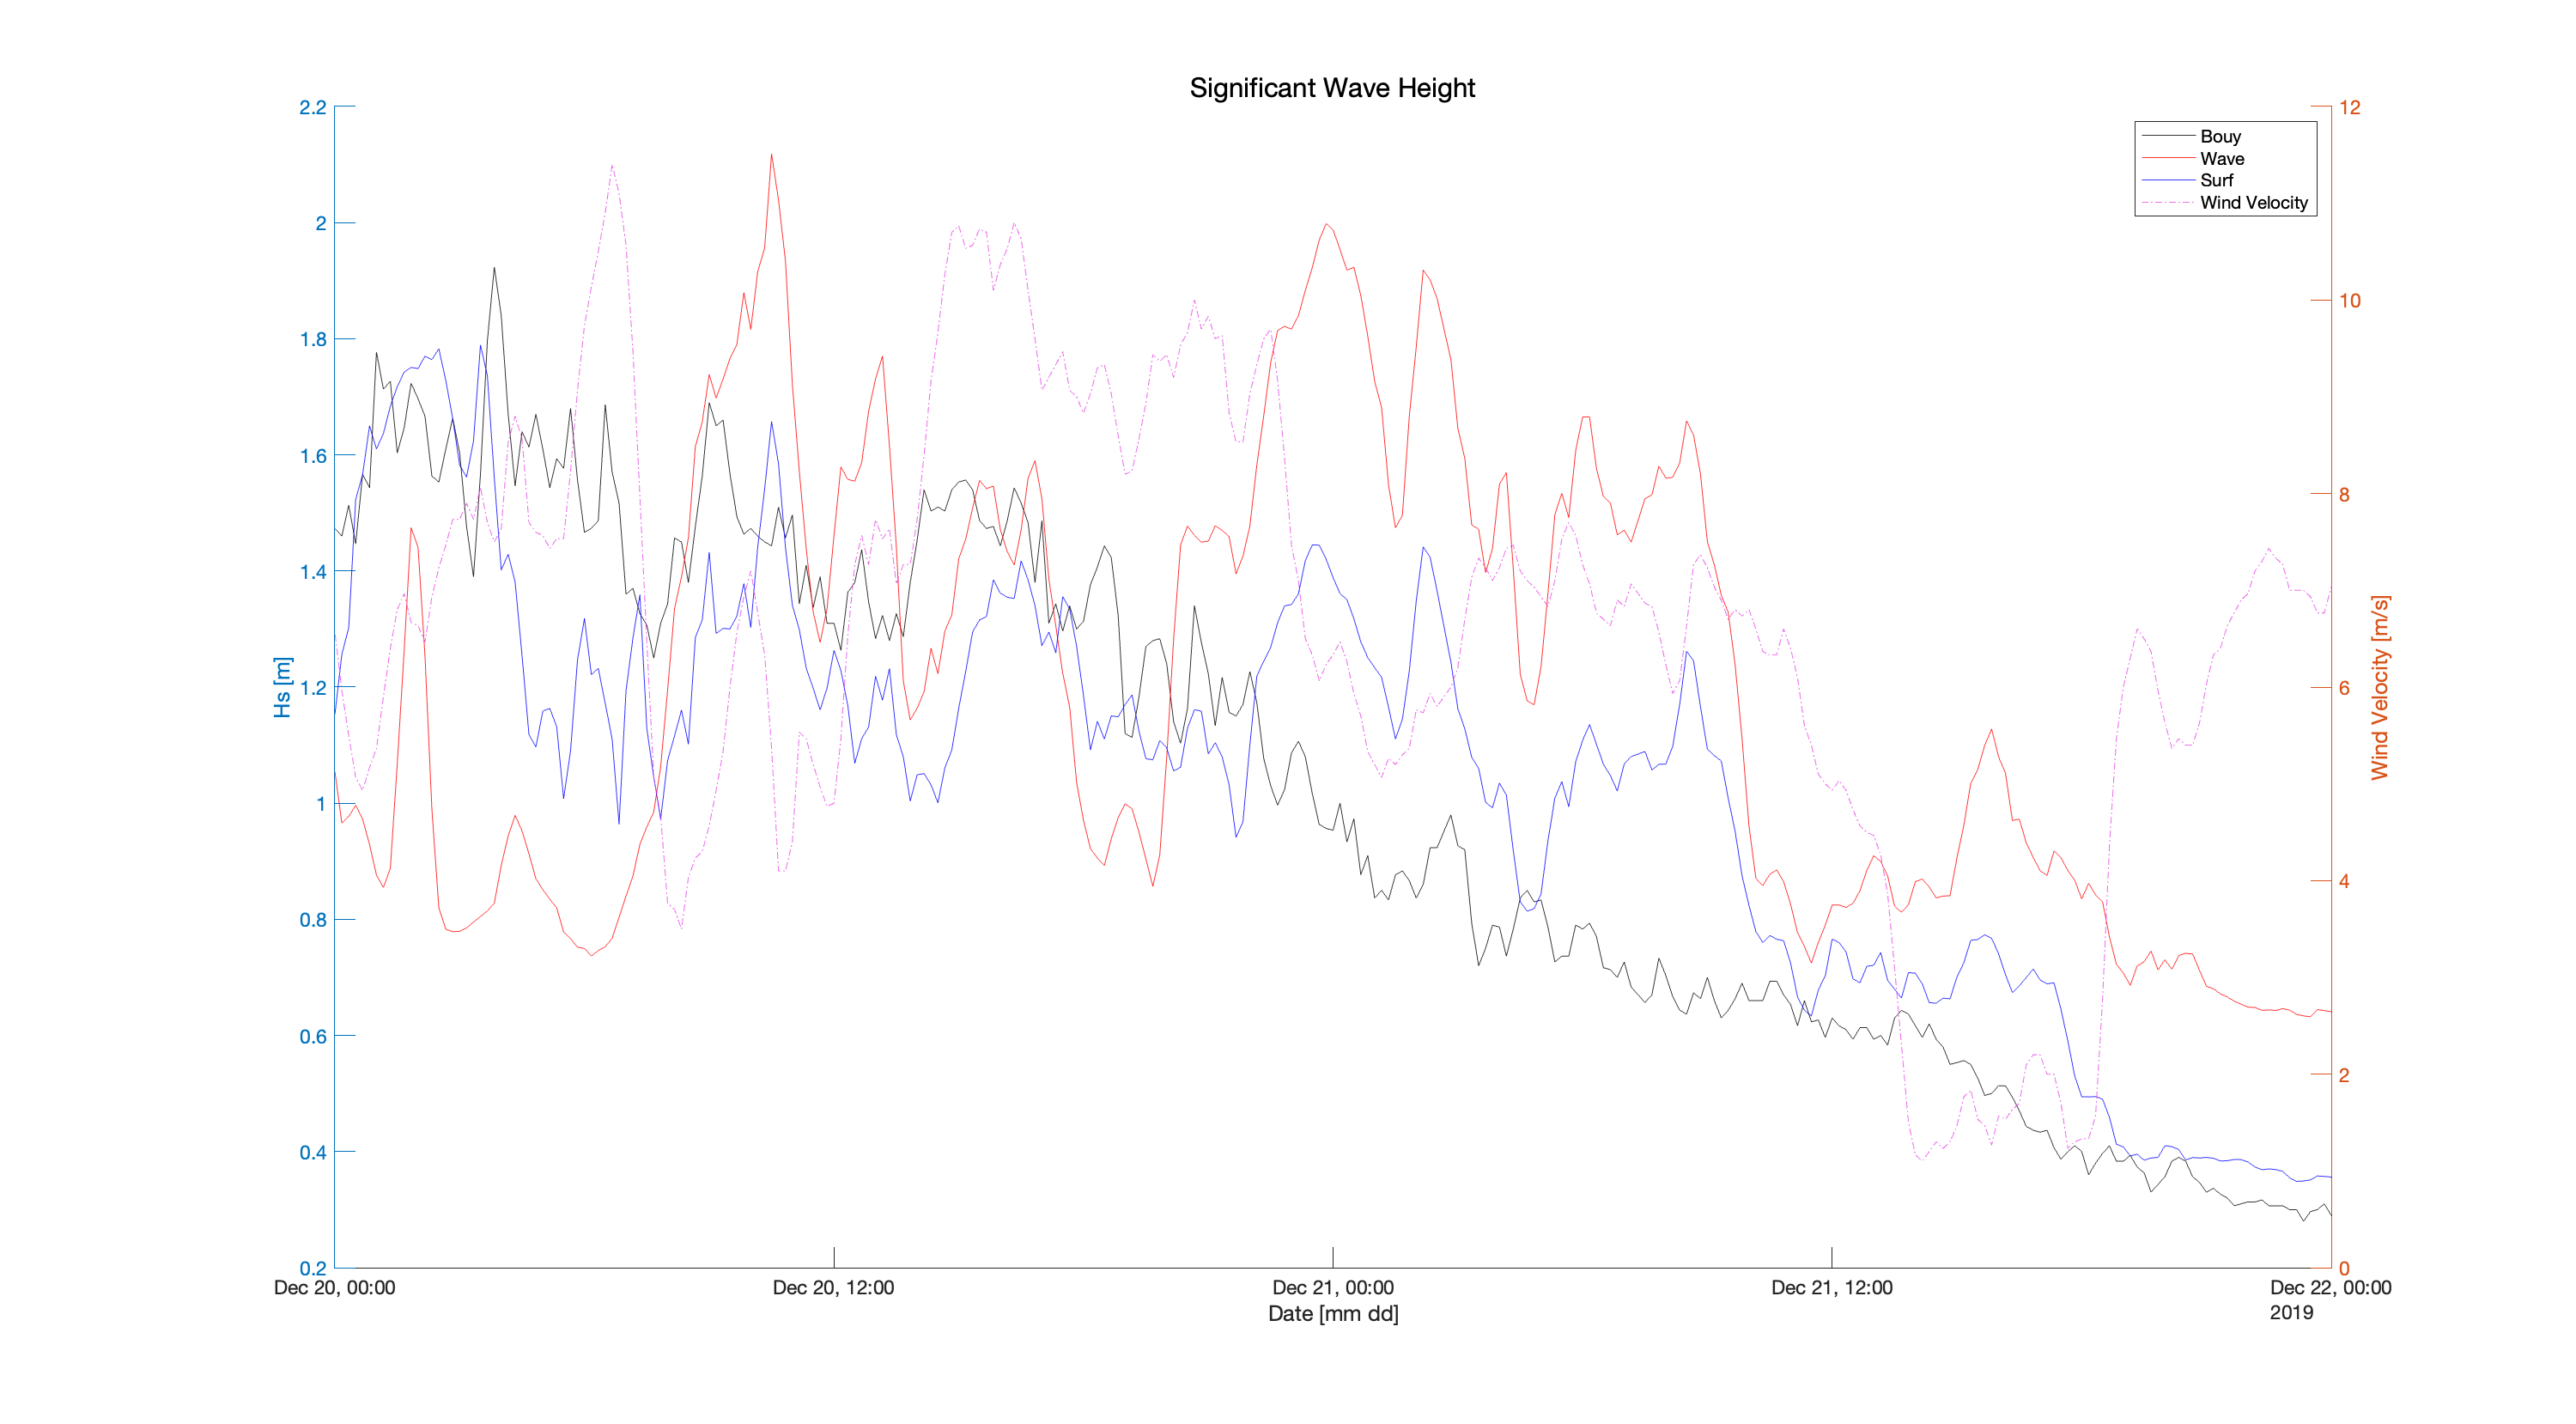 Significant Wave Height
2.2
2
1.8
1.6
1.4
1.2
1
0.8
0.6
0.4
0.2
Hs [m]
12
10
8
6
4
2
0
Wind Velocity [m/s]
Bouy
Wave
Surf
Wind Velocity
Dec 20, 00:00
Dec 20, 12:00
Dec 21, 00:00
Dec 21, 12:00
Dec 22, 00:00
2019
Date [mm dd]